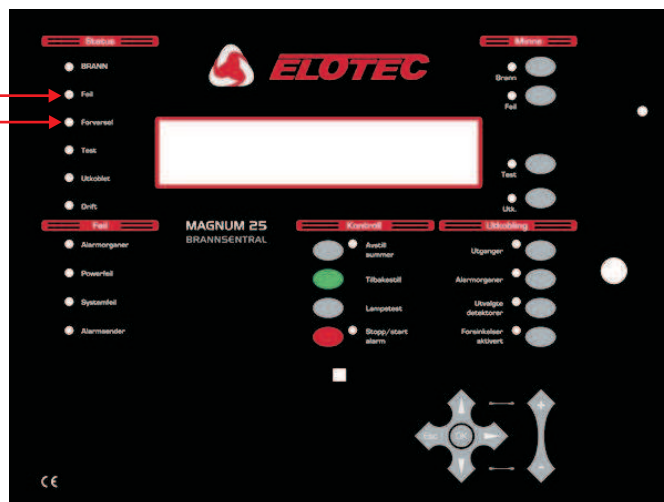 Status
BRANN
Feil
Forvarsel
Test
Utkoblet
Drift
ELOTEC
Minne
Brann
Feil
Test
Utk.
Feil
Alarmorganer
Powerfeil
Systemfeil
Alarmsender
MAGNUM 25
BRANNSENTRAL
Kontroll
Avstill
summer
Tilbakestill
Lampetest
Stopp/start
alarm
Utkobling
Utganger
Alarmorganer
Utvalgte
detektorer
Forsinkelser
aktivert
Esc
OK
+
-
CE